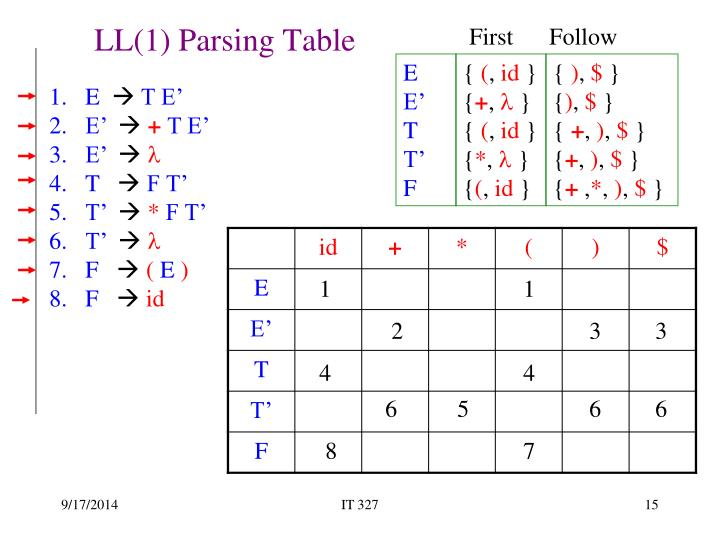 LL(1) Parsing Table
1. E → T E’
2. E’ → + T E’
3. E’ → λ
4. T → F T’
5. T’ → * F T’
6. T’ → λ
7. F → ( E )
8. F → id
First Follow
E { (, id } { ), $ }
E’ {+, λ } {), $ }
T { (, id } { +, ), $ }
T’ {*, λ } {+, ), $ }
F {(, id } {+ ,*, ), $ }
id + * ( ) $
E 1 1
E’ 2 3 3
T 4 4
T’ 6 5 6 6
F 8 7
9/17/2014 IT 327 15